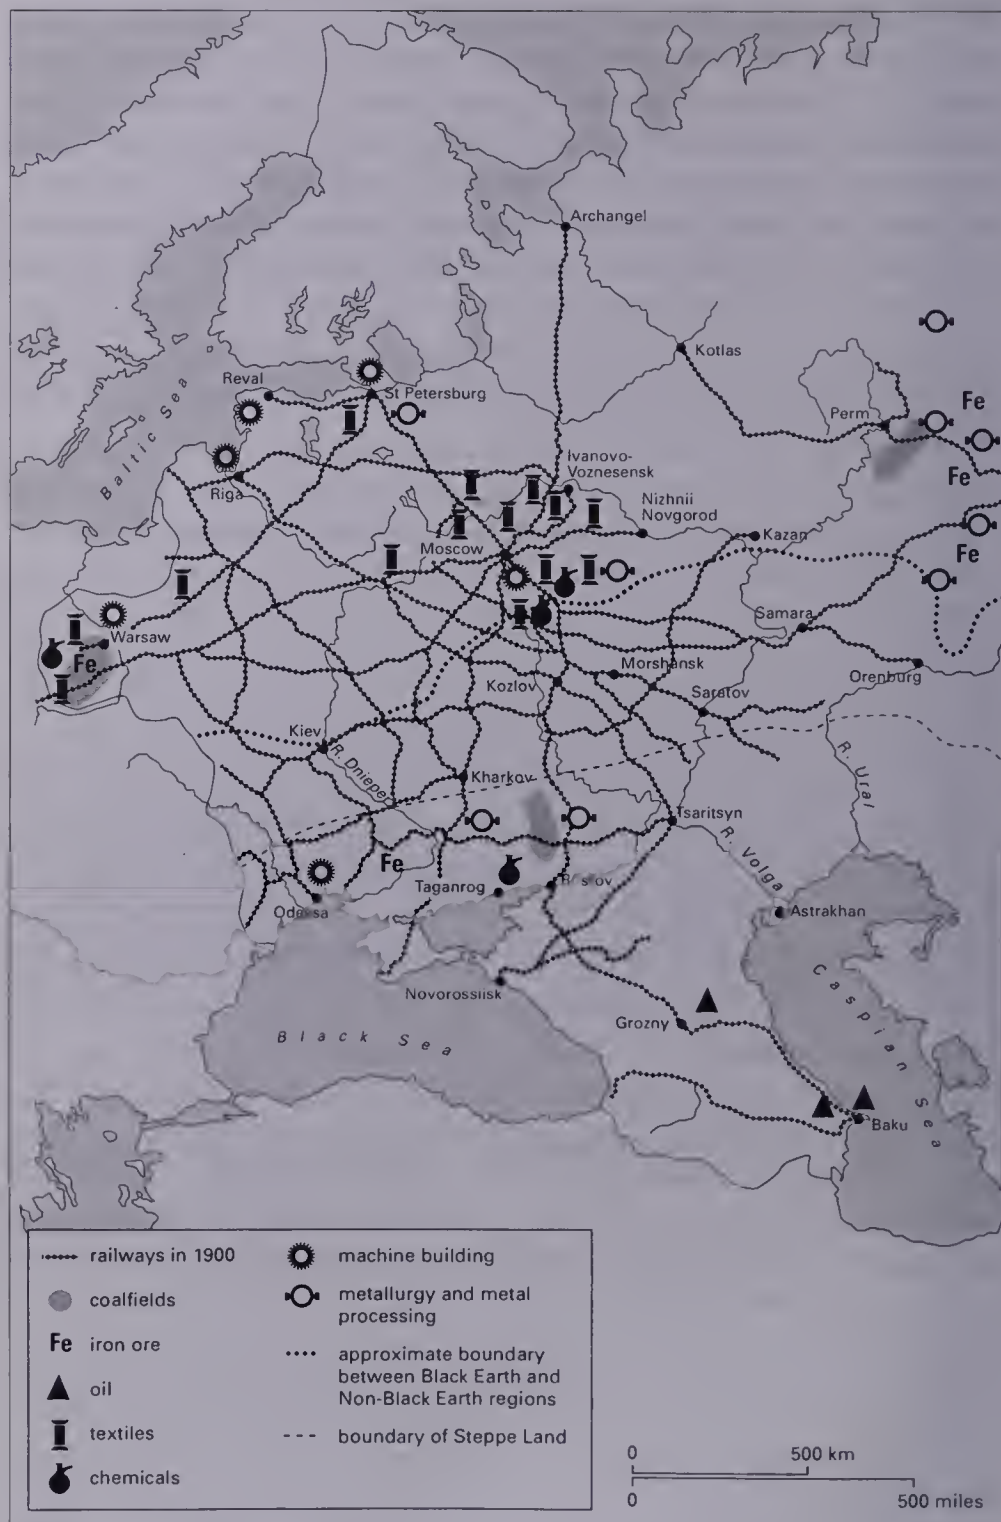 Archangel
Kotlas
Reval
St Petersburg
Perm
Fe
Baltic Sea
Ivanovo-
Voznesensk
Fe
Riga
Nizhnii
Novgorod
Moscow
Kazan
Fe
Samara
Warsaw
Fe
Morshansk
Orenburg
Kozlov
Saratov
Kiev
R. Dnieper
R. Ural
Kharkov
Tsaritsyn
R. Volga
Fe
Taganrog
Odessa
Astrakhan
Novorossiisk
Caspian Sea
Grozny
Black Sea
Baku
railways in 1900
coalfields
Fe iron ore
oil
textiles
chemicals
machine building
metallurgy and metal
processing
approximate boundary
between Black Earth and
Non-Black Earth regions
boundary of Steppe Land
0 500 km
0 500 miles